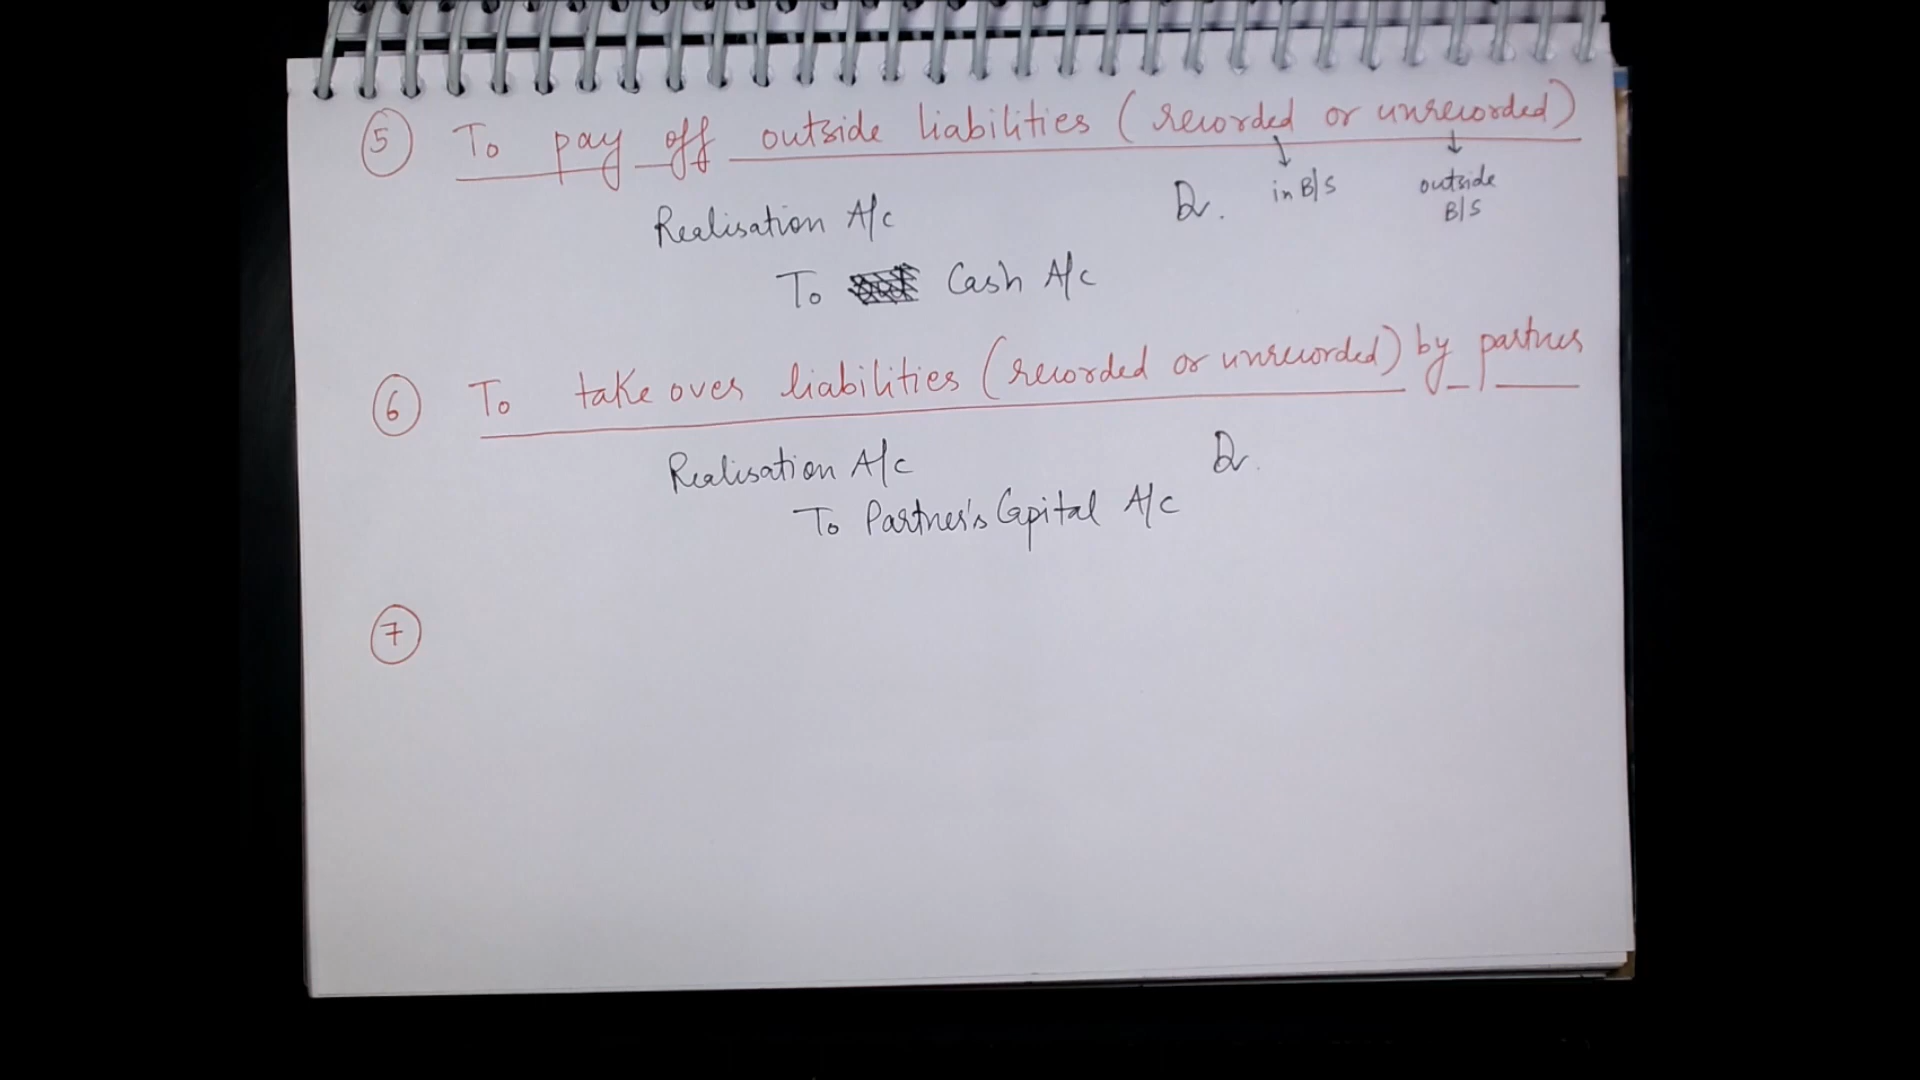 5 To pay off outside liabilities (recorded or unrecorded)
in B/S outside B/S
Realisation A/c Dr.
To Cash A/c
6 To take over liabilities (recorded or unrecorded) by partner
Realisation A/c Dr.
To Partner's Capital A/c
7